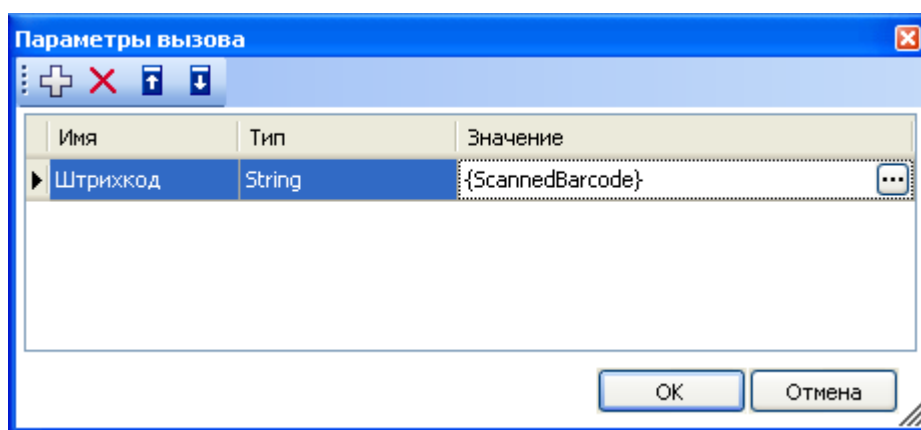 Параметры вызова
Имя Тип Значение
Штрихкод String {ScannedBarcode} ...
OK Отмена